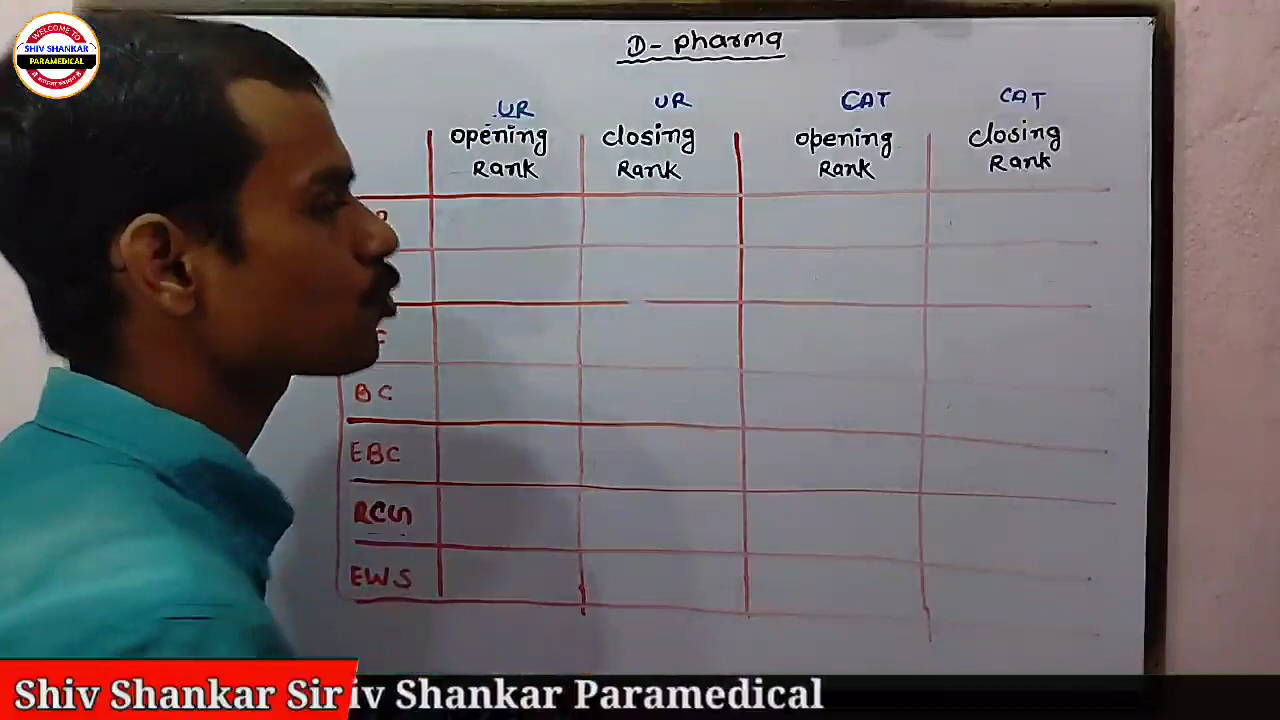 WELCOME TO
SHIV SHANKAR
PARAMEDICAL
D- pharma
UR UR CAT CAT
opening closing opening closing
Rank Rank Rank Rank
BC
EBC
RCG
EWS
Shiv Shankar Sir iv Shankar Paramedical